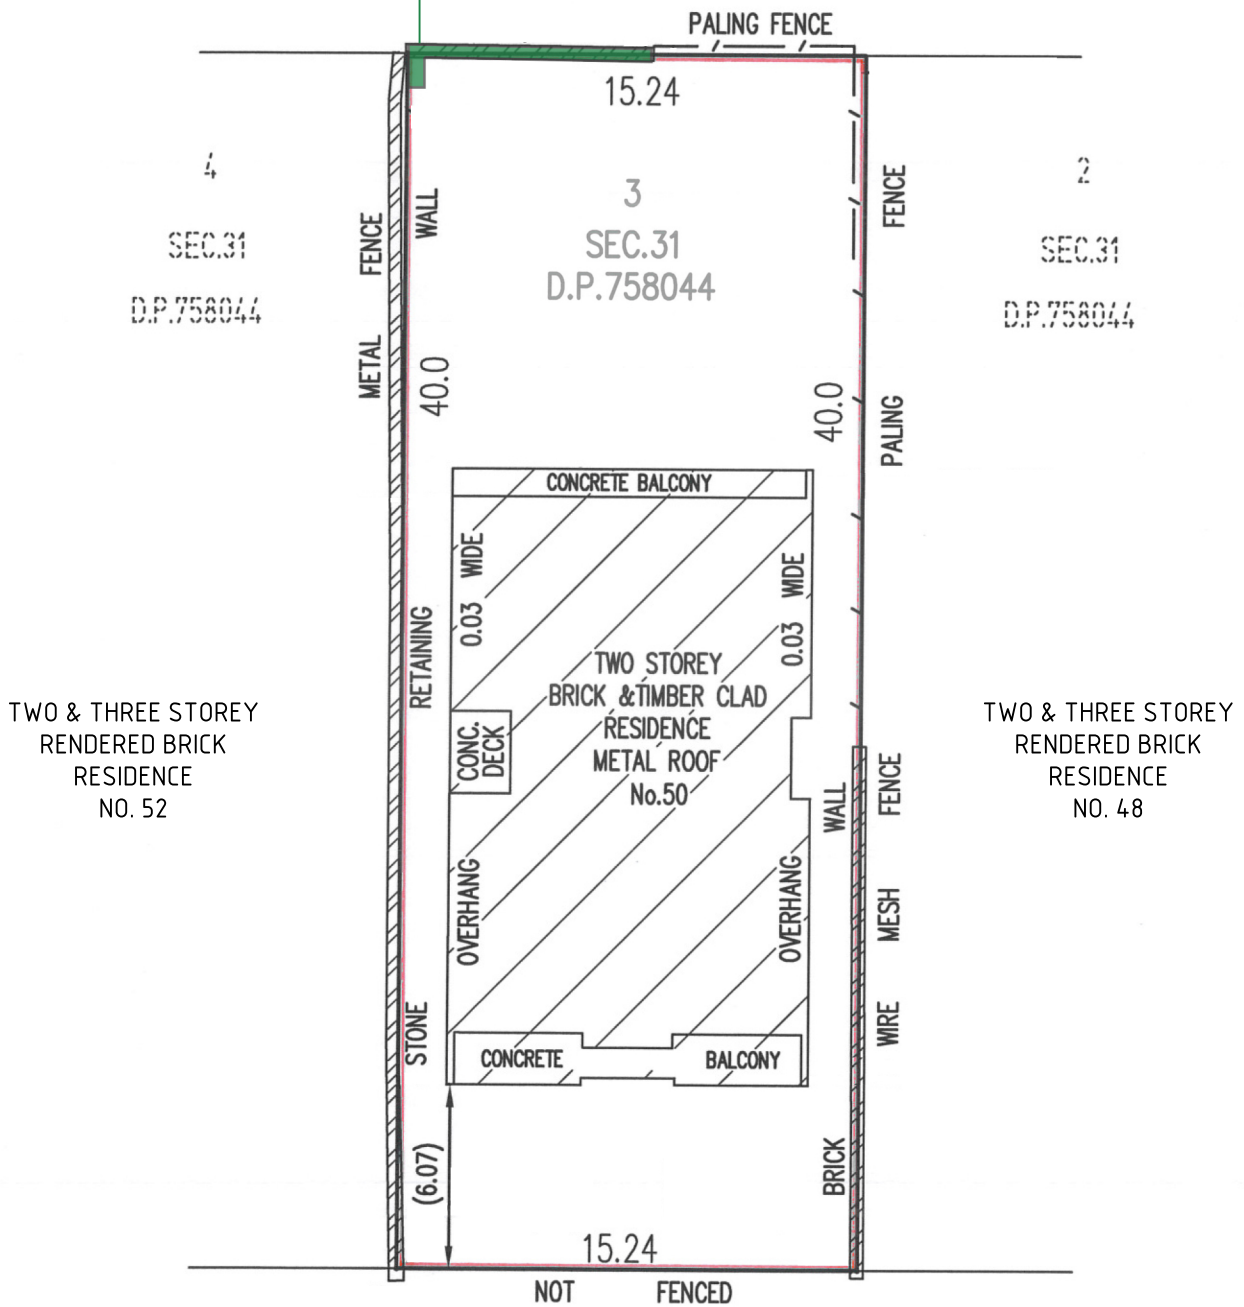 PALING FENCE
15.24
4
SEC.31
D.P.758044
3
SEC.31
D.P.758044
2
SEC.31
D.P.758044
METAL FENCE
STONE RETAINING WALL
40.0
40.0
PALING FENCE
CONCRETE BALCONY
OVERHANG 0.03 WIDE
OVERHANG 0.03 WIDE
CONC.
DECK
TWO STOREY
BRICK &TIMBER CLAD
RESIDENCE
METAL ROOF
No.50
TWO & THREE STOREY
RENDERED BRICK
RESIDENCE
NO. 52
TWO & THREE STOREY
RENDERED BRICK
RESIDENCE
NO. 48
BRICK WALL
WIRE MESH FENCE
CONCRETE BALCONY
(6.07)
15.24
NOT FENCED